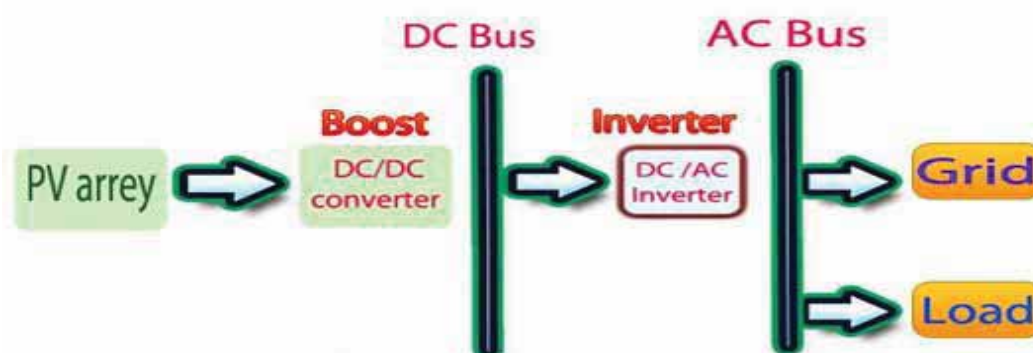 DC Bus
AC Bus
Boost
Inverter
PV arrey
DC/DC
converter
DC /AC
Inverter
Grid
Load